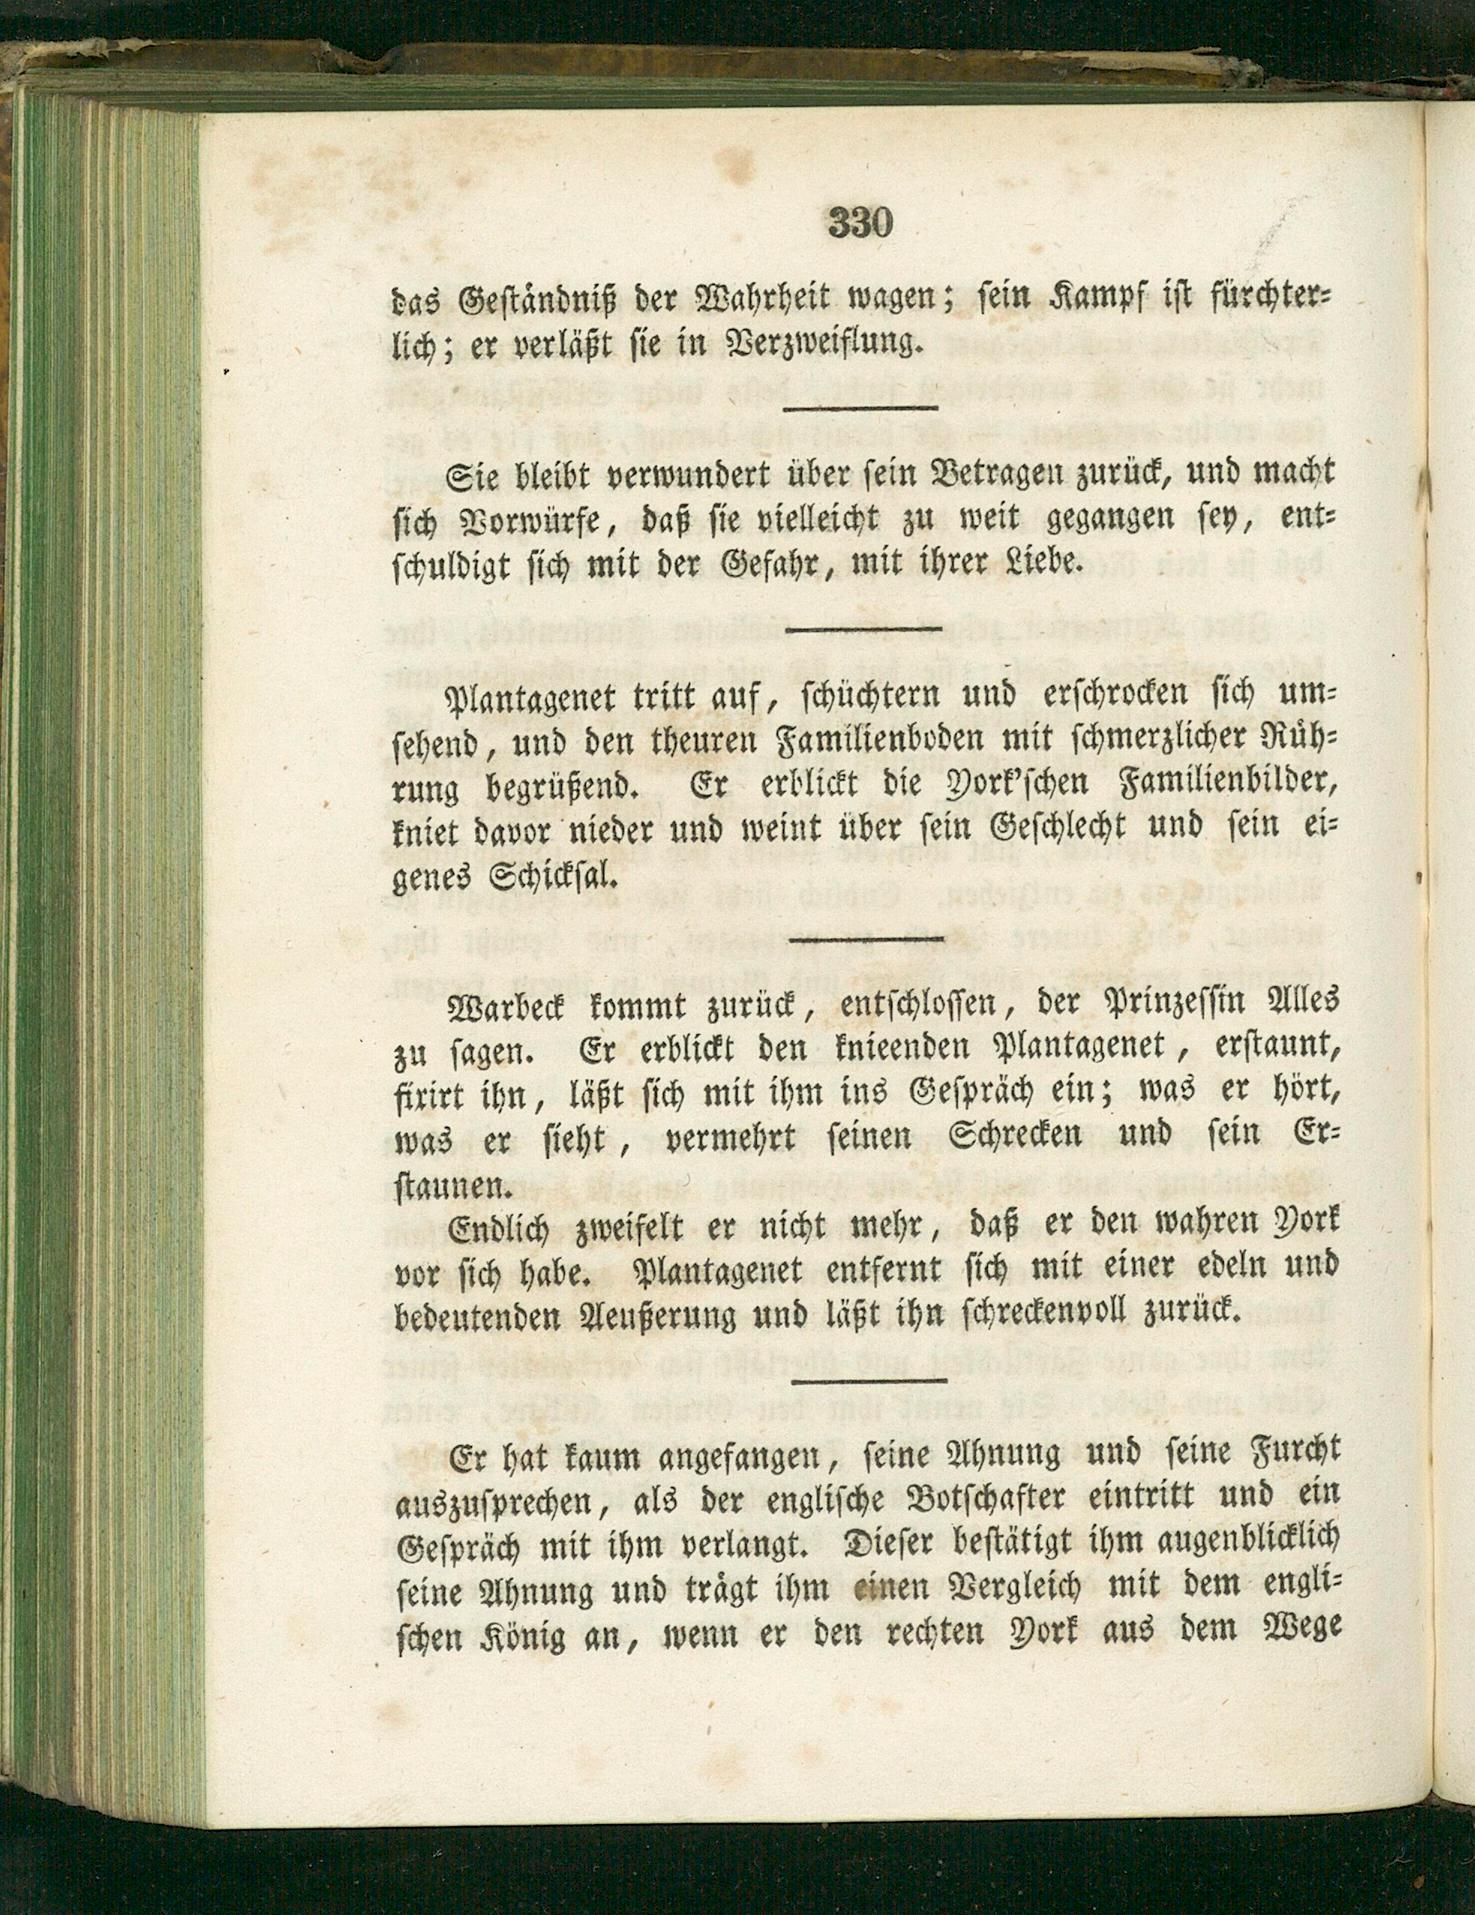 330
das Geständniß der Wahrheit wagen; sein Kampf ist fürchter-
lich; er verläßt sie in Verzweiflung.
Sie bleibt verwundert über sein Betragen zurück, und macht
sich Vorwürfe, daß sie vielleicht zu weit gegangen sey, ent-
schuldigt sich mit der Gefahr, mit ihrer Liebe.
Plantagenet tritt auf, schüchtern und erschrocken sich um-
sehend, und den theuren Familienboden mit schmerzlicher Rüh-
rung begrüßend. Er erblickt die York'schen Familienbilder,
kniet davor nieder und weint über sein Geschlecht und sein ei-
genes Schicksal.
Warbeck kommt zurück, entschlossen, der Prinzessin Alles
zu sagen. Er erblickt den knieenden Plantagenet, erstaunt,
fixirt ihn, läßt sich mit ihm ins Gespräch ein; was er hört,
was er sieht, vermehrt seinen Schrecken und sein Er-
staunen.
Endlich zweifelt er nicht mehr, daß er den wahren York
vor sich habe. Plantagenet entfernt sich mit einer edeln und
bedeutenden Aeußerung und läßt ihn schreckenvoll zurück.
Er hat kaum angefangen, seine Ahnung und seine Furcht
auszusprechen, als der englische Botschafter eintritt und ein
Gespräch mit ihm verlangt. Dieser bestätigt ihm augenblicklich
seine Ahnung und trägt ihm einen Vergleich mit dem engli-
schen König an, wenn er den rechten York aus dem Wege